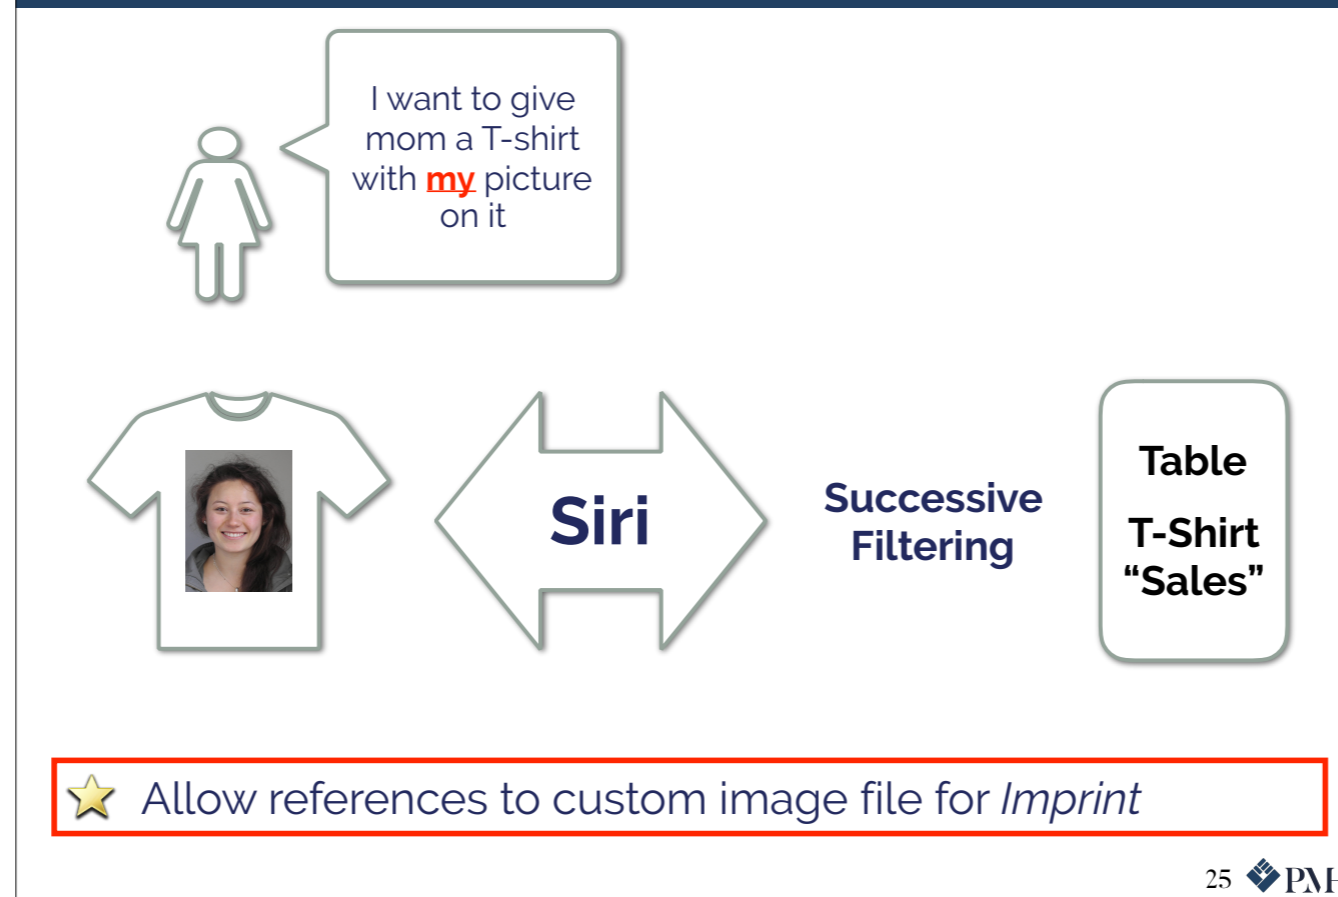 I want to give
mom a T-shirt
with my picture
on it
Siri
Successive
Filtering
Table
T-Shirt
“Sales”
Allow references to custom image file for Imprint
25